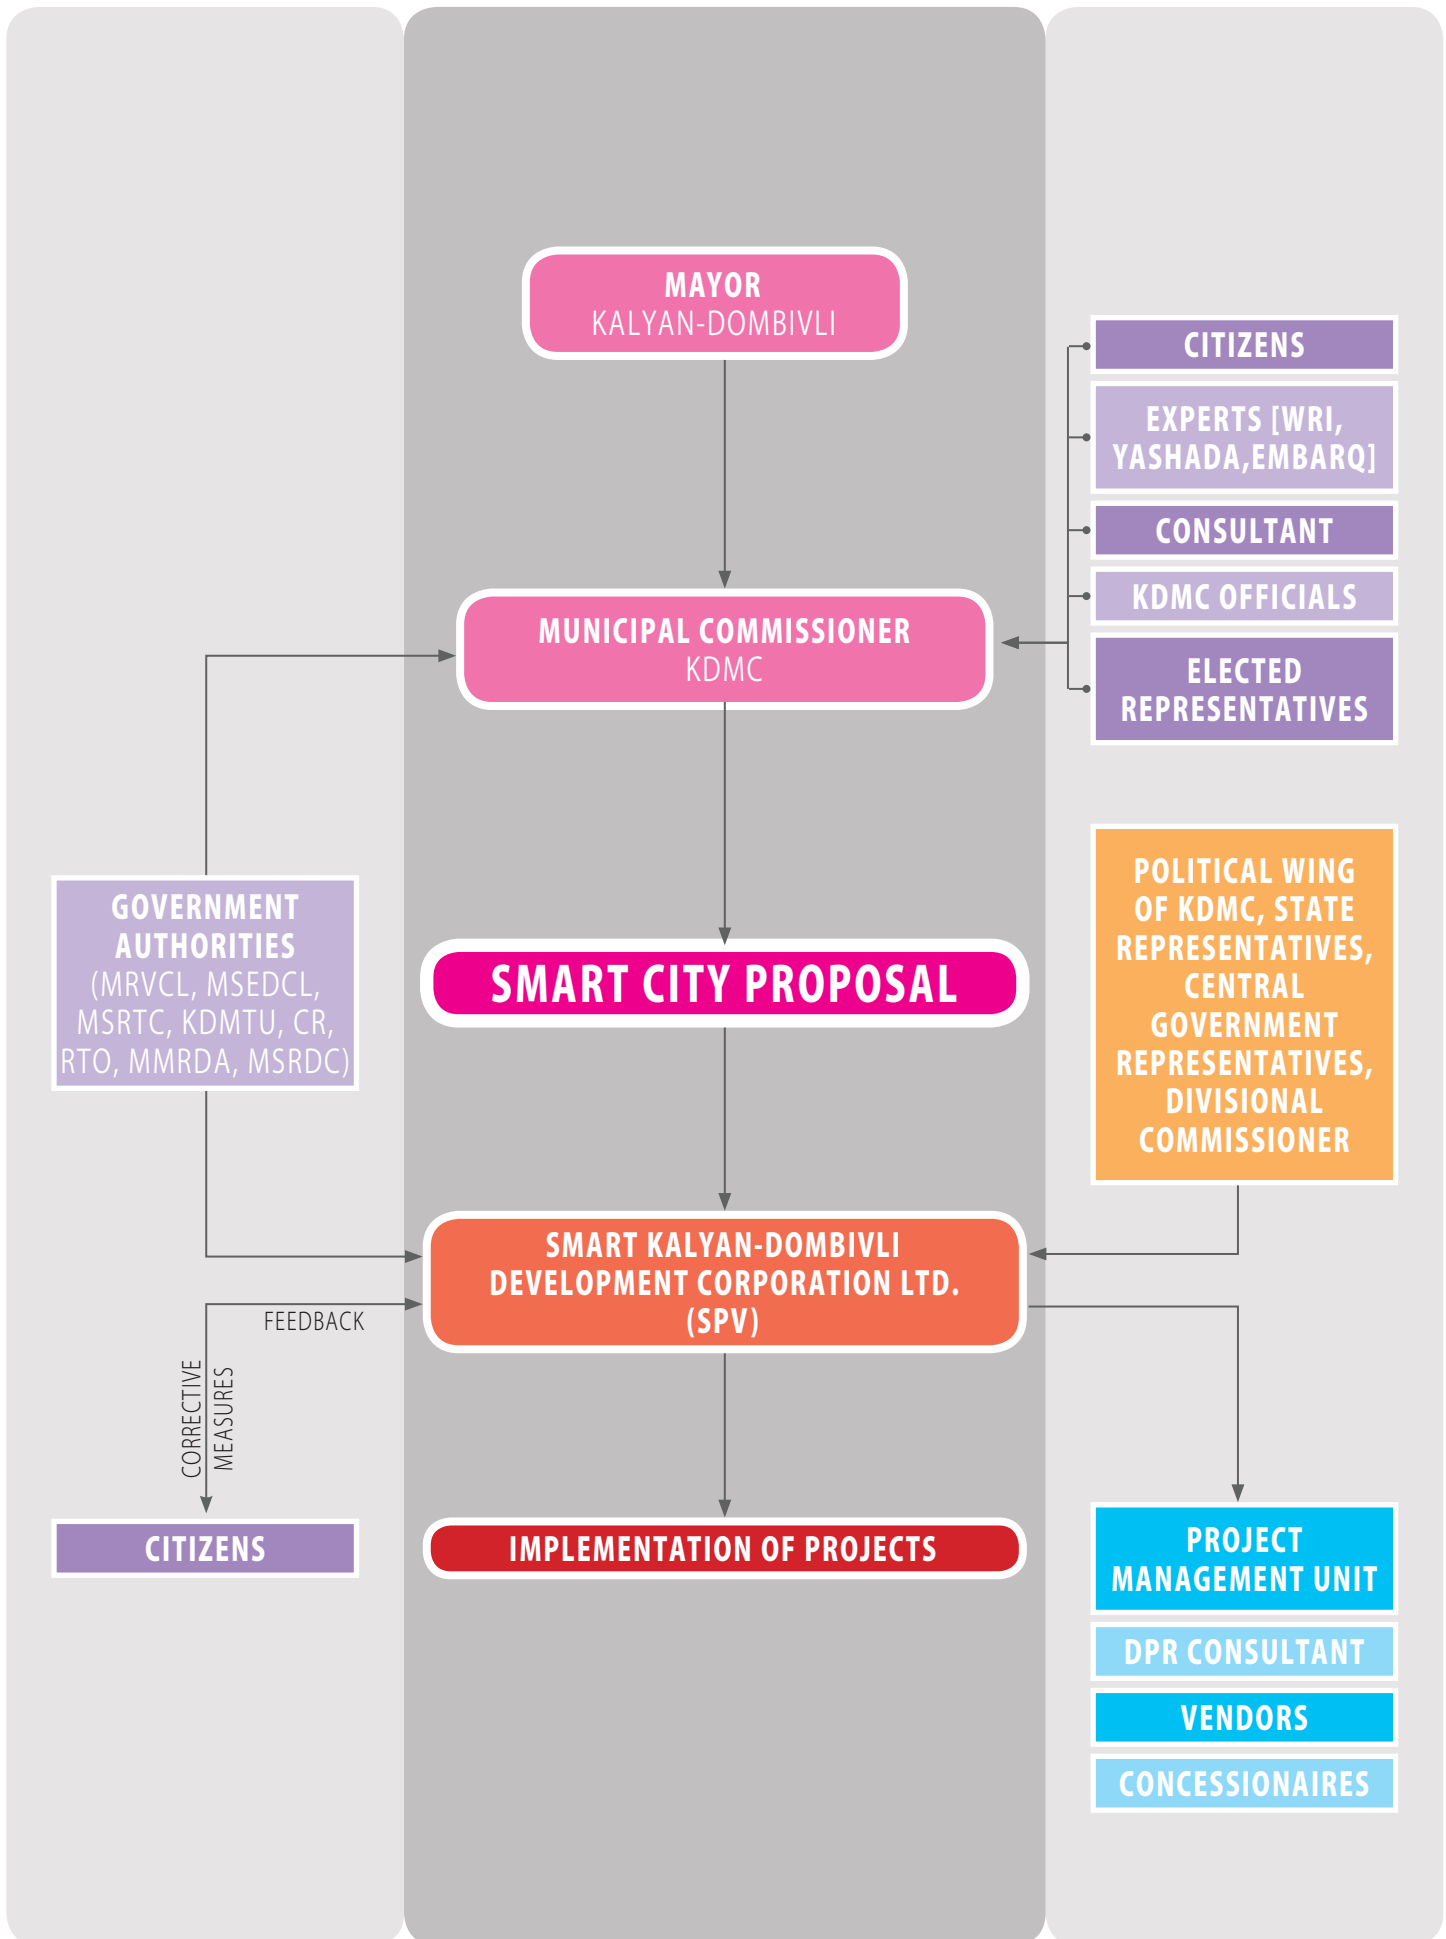 MAYOR
KALYAN-DOMBIVLI
CITIZENS
EXPERTS [WRI,
YASHADA,EMBARQ]
CONSULTANT
KDMC OFFICIALS
ELECTED
REPRESENTATIVES
MUNICIPAL COMMISSIONER
KDMC
GOVERNMENT
AUTHORITIES
(MRVCL, MSEDCL,
MSRTC, KDMTU, CR,
RTO, MMRDA, MSRDC)
SMART CITY PROPOSAL
POLITICAL WING
OF KDMC, STATE
REPRESENTATIVES,
CENTRAL
GOVERNMENT
REPRESENTATIVES,
DIVISIONAL
COMMISSIONER
SMART KALYAN-DOMBIVLI
DEVELOPMENT CORPORATION LTD.
(SPV)
FEEDBACK
CORRECTIVE
MEASURES
CITIZENS
IMPLEMENTATION OF PROJECTS
PROJECT
MANAGEMENT UNIT
DPR CONSULTANT
VENDORS
CONCESSIONAIRES